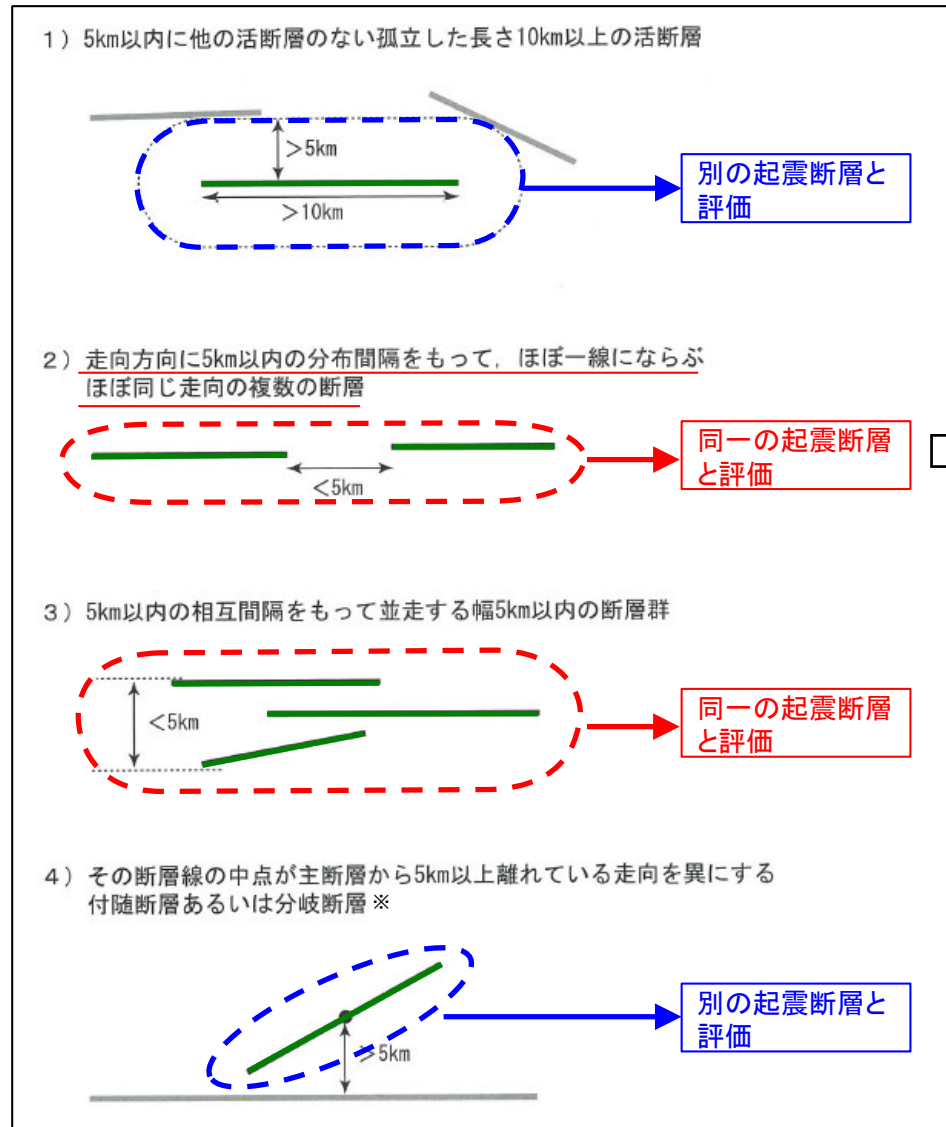 1）5km以内に他の活断層のない孤立した長さ10km以上の活断層
＞5km
＞10km
別の起震断層と
評価
2）走向方向に5km以内の分布間隔をもって，ほぼ一線にならぶ
ほぼ同じ走向の複数の断層
＜5km
同一の起震断層
と評価
3）5km以内の相互間隔をもって並走する幅5km以内の断層群
＜5km
同一の起震断層
と評価
4）その断層線の中点が主断層から5km以上離れている走向を異にする
付随断層あるいは分岐断層※
＞5km
別の起震断層と
評価